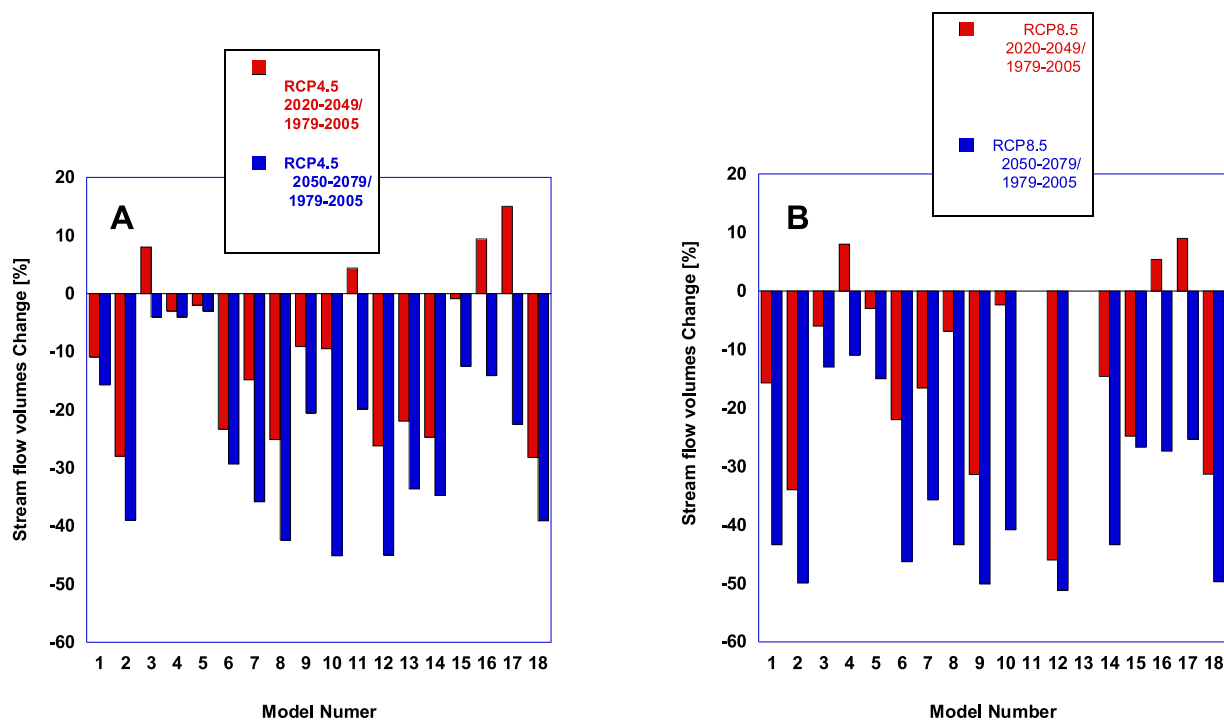 RCP4.5
2020-2049/
1979-2005
RCP4.5
2050-2079/
1979-2005
A
20
10
0
-10
-20
-30
-40
-50
-60
Stream flow volumes Change [%]
1 2 3 4 5 6 7 8 9 10 11 12 13 14 15 16 17 18
Model Numer
RCP8.5
2020-2049/
1979-2005
RCP8.5
2050-2079/
1979-2005
B
20
10
0
-10
-20
-30
-40
-50
-60
Stream flow volumes Change [%]
1 2 3 4 5 6 7 8 9 10 11 12 13 14 15 16 17 18
Model Number